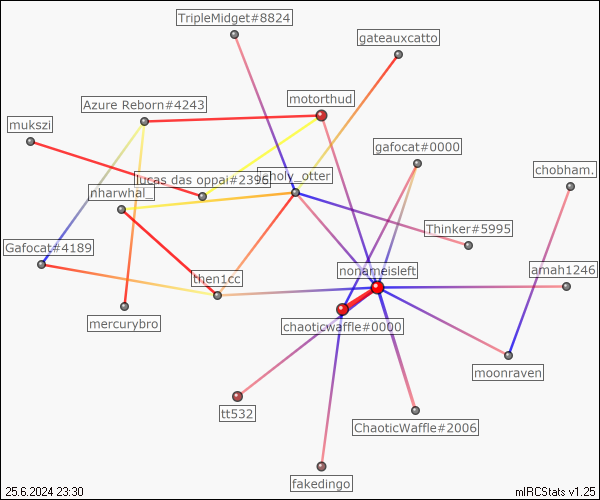 TripleMidget#8824
gateauxcatto
motorthud
Azure Reborn#4243
mukszi
gafocat#0000
chobham.
lucas das oppai#2396
holy_otter
nharwhal_
Thinker#5995
Gafocat#4189
nonameisleft
amah1246
then1cc
mercurybro
chaoticwaffle#0000
moonraven
tt532
ChaoticWaffle#2006
fakedingo
25.6.2024 23:30
mIRCStats v1.25